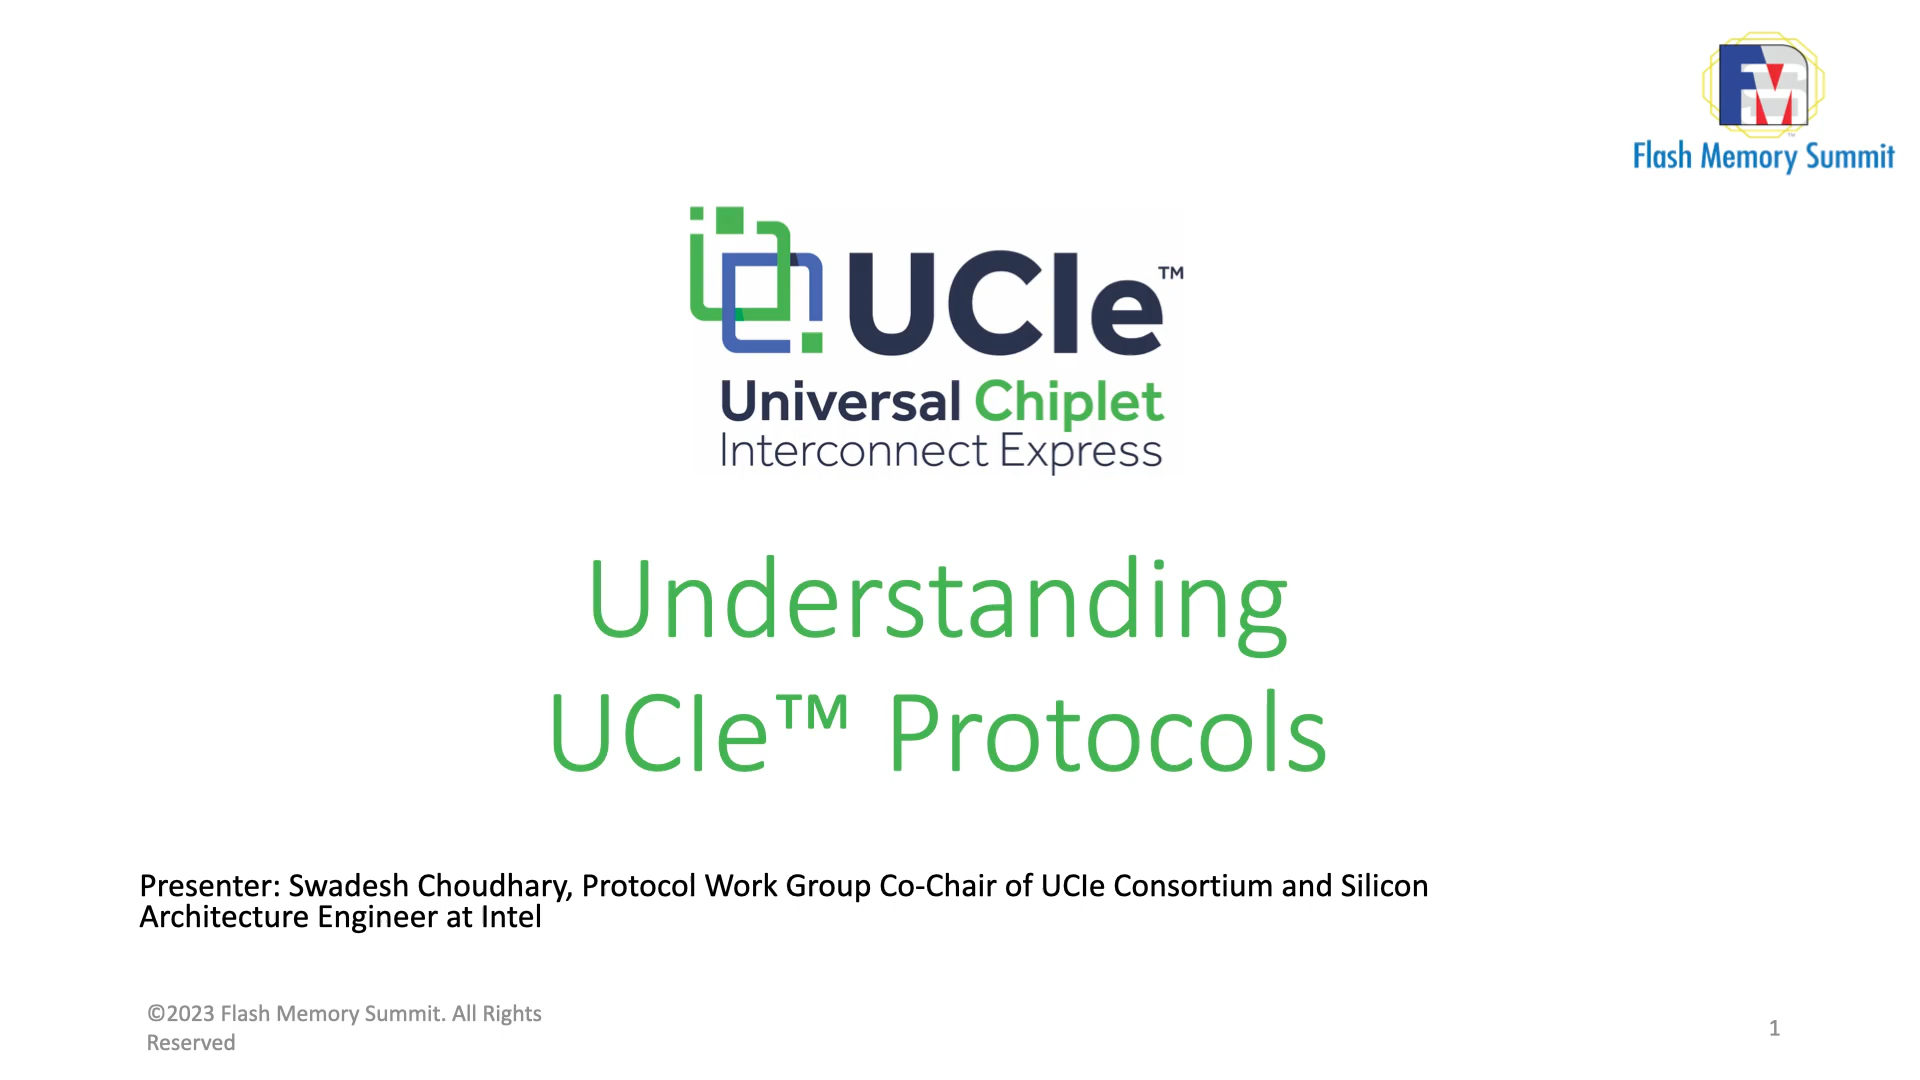 FMS
Flash Memory Summit
UCIe™
Universal Chiplet
Interconnect Express
Understanding
UCIe™ Protocols
Presenter: Swadesh Choudhary, Protocol Work Group Co-Chair of UCIe Consortium and Silicon
Architecture Engineer at Intel
©2023 Flash Memory Summit. All Rights
Reserved
1